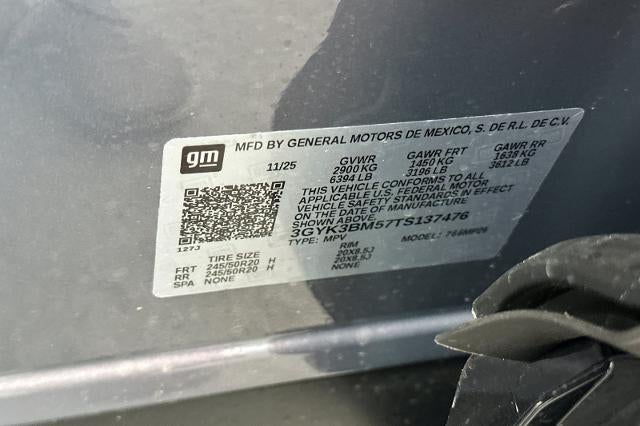 gm
MFD BY GENERAL MOTORS DE MEXICO, S. DE R.L. DE C.V.
11/25
GVWR GAWR FRT GAWR RR
2900 KG 1450 KG 1638 KG
6394 LB 3196 LB 3612 LB
THIS VEHICLE CONFORMS TO ALL
APPLICABLE U.S. FEDERAL MOTOR
VEHICLE SAFETY STANDARDS IN EFFECT
ON THE DATE OF MANUFACTURE
SHOWN ABOVE.
3GYK3BM57TS137476
127J
TYPE: MPV MODEL:
TIRE SIZE RIM
FRT 245/50R20 H 20X8.5J
RR 245/50R20 H 20X8.5J
SPA NONE NONE